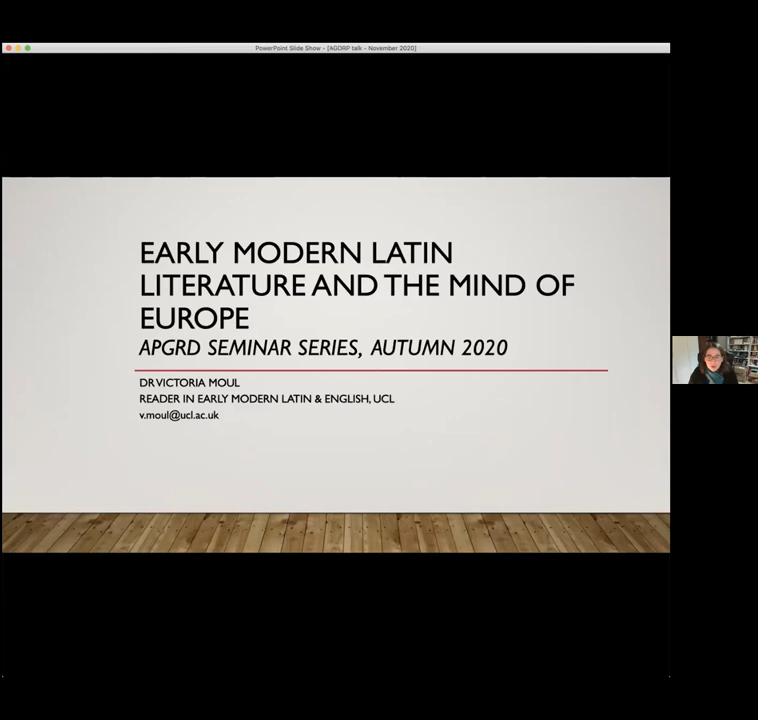 PowerPoint Slide Show - [AGDRP talk - November 2020]
EARLY MODERN LATIN
LITERATURE AND THE MIND OF
EUROPE
APGRD SEMINAR SERIES, AUTUMN 2020
DR VICTORIA MOUL
READER IN EARLY MODERN LATIN & ENGLISH, UCL
v.moul@ucl.ac.uk